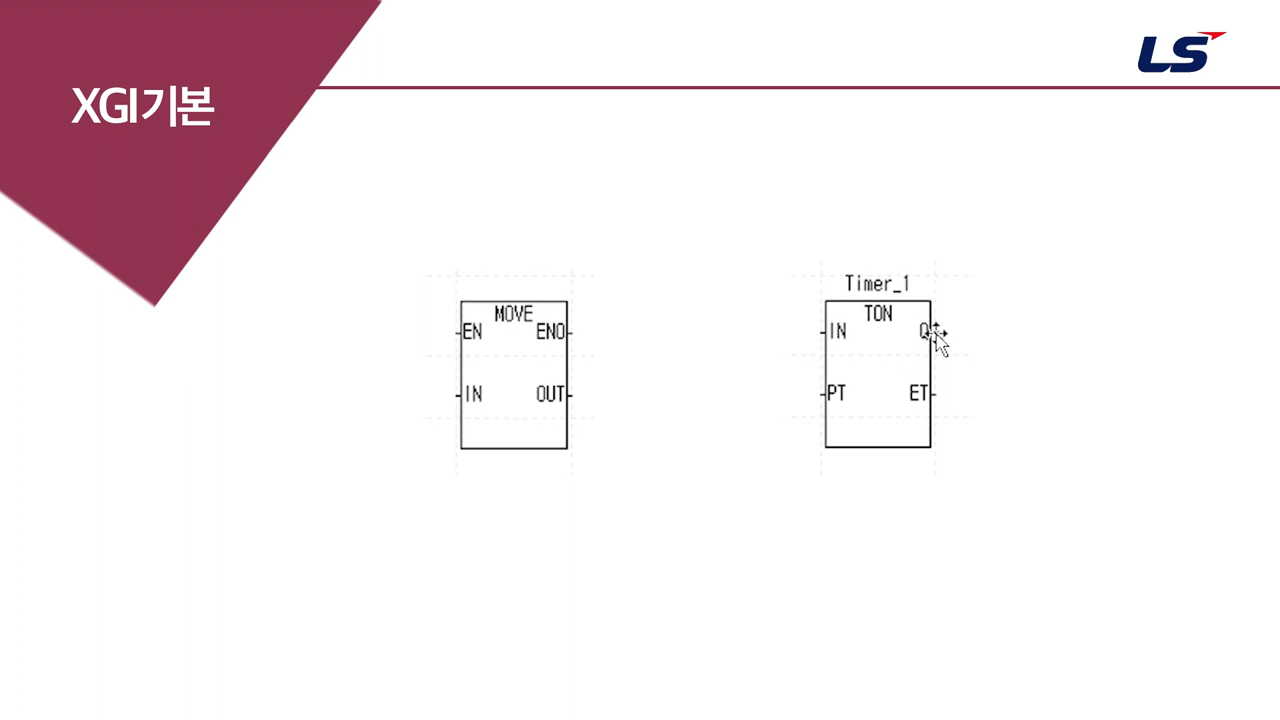 XGI기본
LS
Timer_1
MOVE
TON
EN ENO
IN Q
IN OUT
PT ET